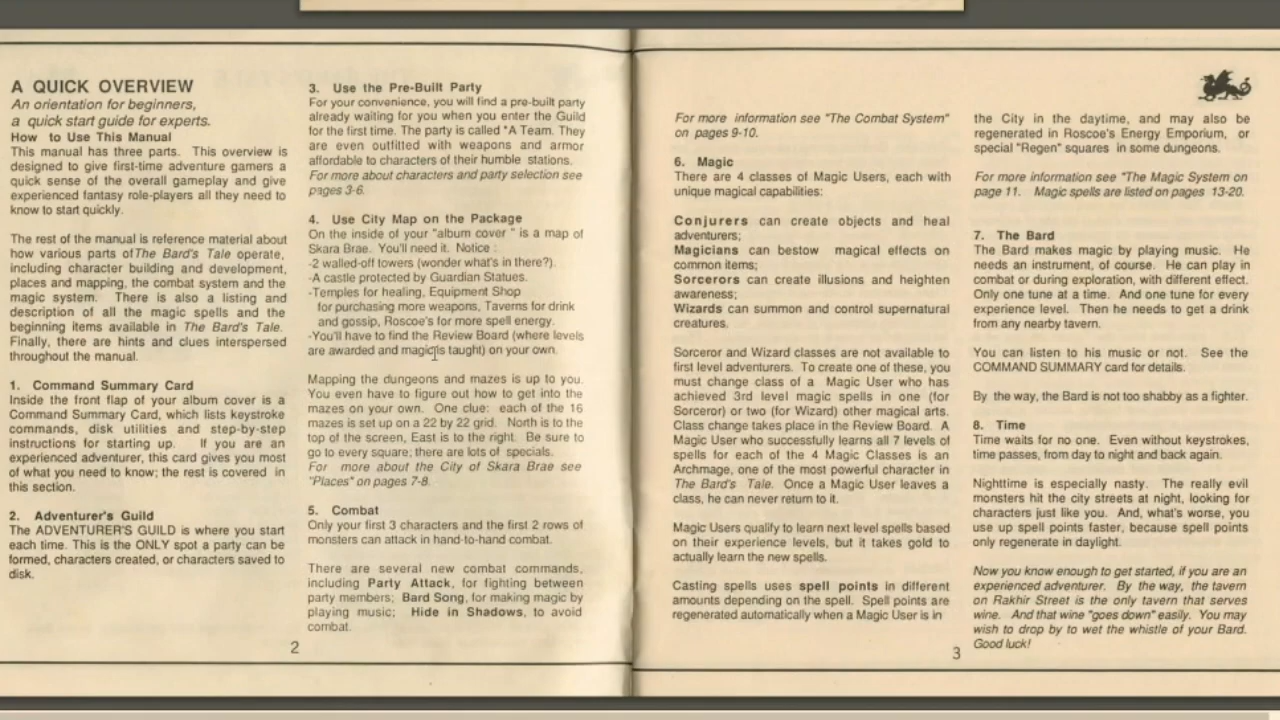 A QUICK OVERVIEW
An orientation for beginners,
a quick start guide for experts.
How to Use This Manual
This manual has three parts. This overview is
designed to give first-time adventure gamers a
quick sense of the overall gameplay and give
experienced fantasy role-players all they need to
know to start quickly.
The rest of the manual is reference material about
how various parts of The Bard's Tale operate,
including character building and development,
places and mapping, the combat system and the
magic system. There is also a listing and
description of all the magic spells and the
beginning items available in The Bard's Tale.
Finally, there are hints and clues interspersed
throughout the manual.
1. Command Summary Card
Inside the front flap of your album cover is a
Command Summary Card, which lists keystroke
commands, disk utilities and step-by-step
instructions for starting up. If you are an
experienced adventurer, this card gives you most
of what you need to know; the rest is covered in
this section.
2. Adventurer's Guild
The ADVENTURER'S GUILD is where you start
each time. This is the ONLY spot a party can be
formed, characters created, or characters saved to
disk.
3. Use the Pre-Built Party
For your convenience, you will find a pre-built party
already waiting for you when you enter the Guild
for the first time. The party is called *A Team. They
are even outfitted with weapons and armor
affordable to characters of their humble stations.
For more about characters and party selection see
pages 3-6.
4. Use City Map on the Package
On the inside of your "album cover " is a map of
Skara Brae. You'll need it. Notice :
-2 walled-off towers (wonder what's in there?).
-A castle protected by Guardian Statues.
-Temples for healing, Equipment Shop
for purchasing more weapons, Taverns for drink
and gossip, Roscoe's for more spell energy.
-You'll have to find the Review Board (where levels
are awarded and magic is taught) on your own.
Mapping the dungeons and mazes is up to you.
You even have to figure out how to get into the
mazes on your own. One clue: each of the 16
mazes is set up on a 22 by 22 grid. North is to the
top of the screen, East is to the right. Be sure to
go to every square; there are lots of specials.
For more about the City of Skara Brae see
"Places" on pages 7-8.
5. Combat
Only your first 3 characters and the first 2 rows of
monsters can attack in hand-to-hand combat.
There are several new combat commands,
including Party Attack, for fighting between
party members; Bard Song, for making magic by
playing music; Hide in Shadows, to avoid
combat.
2
For more information see "The Combat System"
on pages 9-10.
6. Magic
There are 4 classes of Magic Users, each with
unique magical capabilities:
Conjurers can create objects and heal
adventurers;
Magicians can bestow magical effects on
common items;
Sorcerors can create illusions and heighten
awareness;
Wizards can summon and control supernatural
creatures.
Sorceror and Wizard classes are not available to
first level adventurers. To create one of these, you
must change class of a Magic User who has
achieved 3rd level magic spells in one (for
Sorceror) or two (for Wizard) other magical arts.
Class change takes place in the Review Board. A
Magic User who successfully learns all 7 levels of
spells for each of the 4 Magic Classes is an
Archmage, one of the most powerful character in
The Bard's Tale. Once a Magic User leaves a
class, he can never return to it.
Magic Users qualify to learn next level spells based
on their experience levels, but it takes gold to
actually learn the new spells.
Casting spells uses spell points in different
amounts depending on the spell. Spell points are
regenerated automatically when a Magic User is in
the City in the daytime, and may also be
regenerated in Roscoe's Energy Emporium, or
special "Regen" squares in some dungeons.
For more information see "The Magic System on
page 11. Magic spells are listed on pages 13-20.
7. The Bard
The Bard makes magic by playing music. He
needs an instrument, of course. He can play in
combat or during exploration, with different effect.
Only one tune at a time. And one tune for every
experience level. Then he needs to get a drink
from any nearby tavern.
You can listen to his music or not. See the
COMMAND SUMMARY card for details.
By the way, the Bard is not too shabby as a fighter.
8. Time
Time waits for no one. Even without keystrokes,
time passes, from day to night and back again.
Nighttime is especially nasty. The really evil
monsters hit the city streets at night, looking for
characters just like you. And, what's worse, you
use up spell points faster, because spell points
only regenerate in daylight.
Now you know enough to get started, if you are an
experienced adventurer. By the way, the tavern
on Rakhir Street is the only tavern that serves
wine. And that wine "goes down" easily. You may
wish to drop by to wet the whistle of your Bard.
Good luck!
3